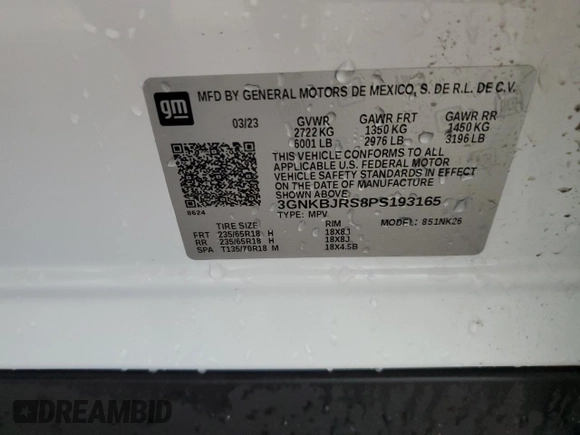 gm
MFD BY GENERAL MOTORS DE MEXICO, S. DE R.L. DE C.V.
03/23 GVWR GAWR FRT GAWR RR
2722 KG 1350 KG 1450 KG
6001 LB 2976 LB 3196 LB
THIS VEHICLE CONFORMS TO ALL
APPLICABLE U.S. FEDERAL MOTOR
VEHICLE SAFETY STANDARDS IN EFFECT
ON THE DATE OF MANUFACTURE
SHOWN ABOVE.
3GNKBJRS8PS193165
8624 TYPE: MPV MODEL: 851NK26
TIRE SIZE RIM
FRT 235/65R18 H 18X8J
RR 235/65R18 H 18X8J
SPA T135/70R18 M 18X4.5B
DREAMBID